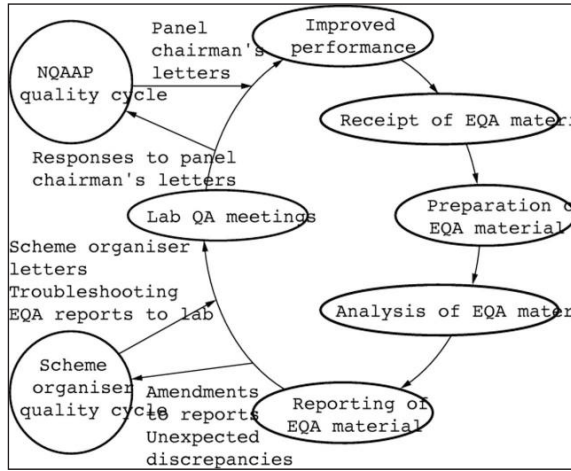 Panel
chairman's
letters
Improved
performance
NQAAP
quality cycle
Receipt of EQA materi
Responses to panel
chairman's letters
Lab QA meetings
Preparation o
EQA material
Scheme organiser
letters
Troubleshooting
EQA reports to lab
Analysis of EQA mater
Scheme
organiser
quality cycle
Amendments
to reports
Unexpected
discrepancies
Reporting of
EQA material